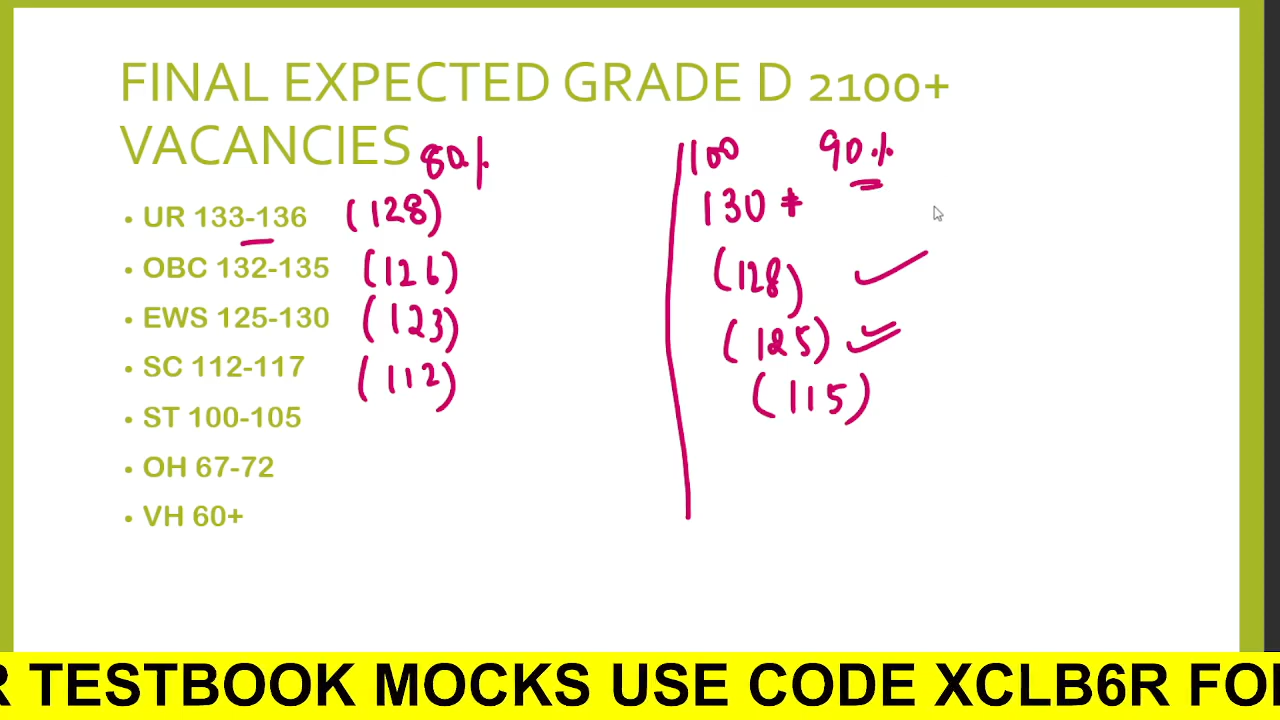 FINAL EXPECTED GRADE D 2100+
VACANCIES 80%
100 90%
• UR 133-136 (128) 130+
• OBC 132-135 (126) (128)
• EWS 125-130 (123) (125)
• SC 112-117 (112) (115)
• ST 100-105
• OH 67-72
• VH 60+
R TESTBOOK MOCKS USE CODE XCLB6R FO